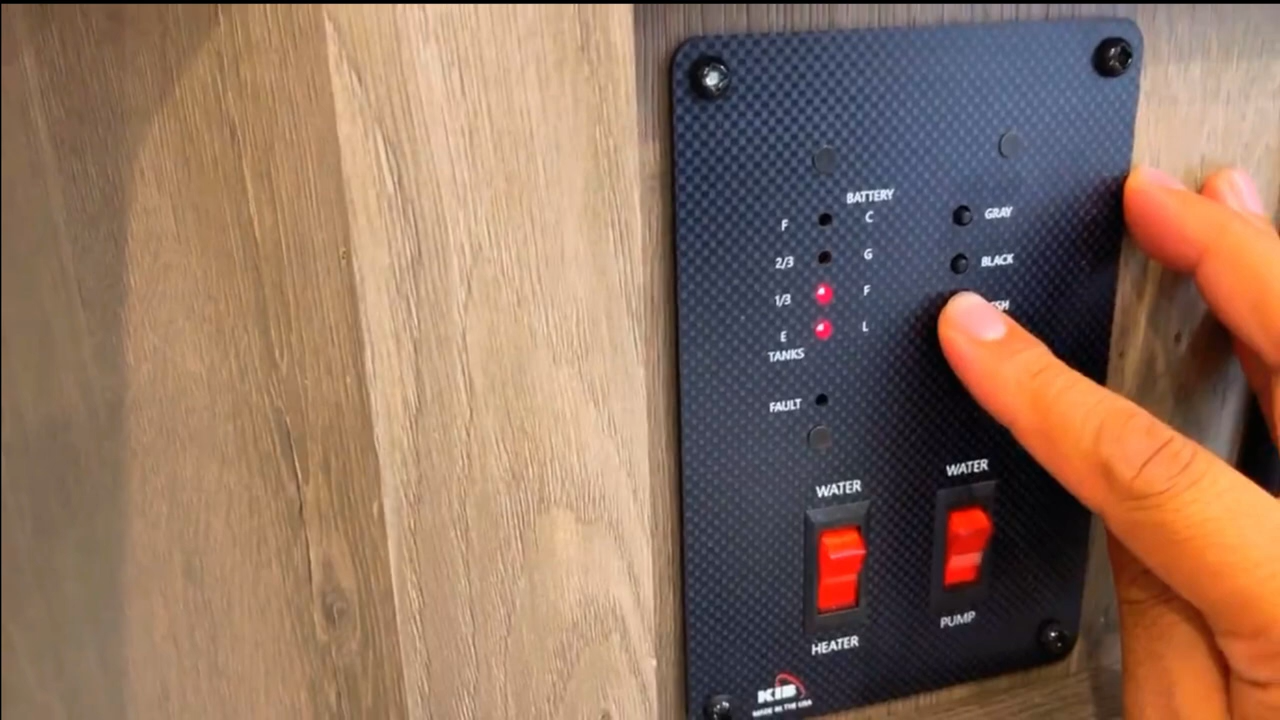 BATTERY
F C GRAY
2/3 G BLACK
1/3 F
E L
TANKS
FAULT
WATER WATER
HEATER PUMP
KIB
MADE IN THE USA